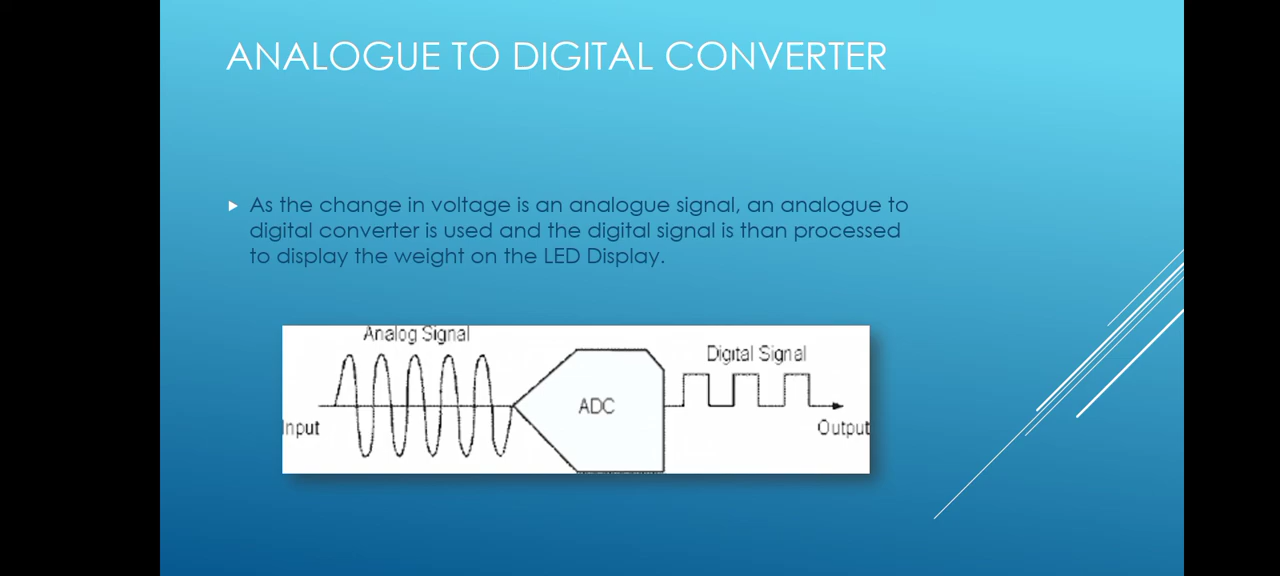 ANALOGUE TO DIGITAL CONVERTER
As the change in voltage is an analogue signal, an analogue to
digital converter is used and the digital signal is than processed
to display the weight on the LED Display.
Analog Signal
Digital Signal
ADC
Input
Output